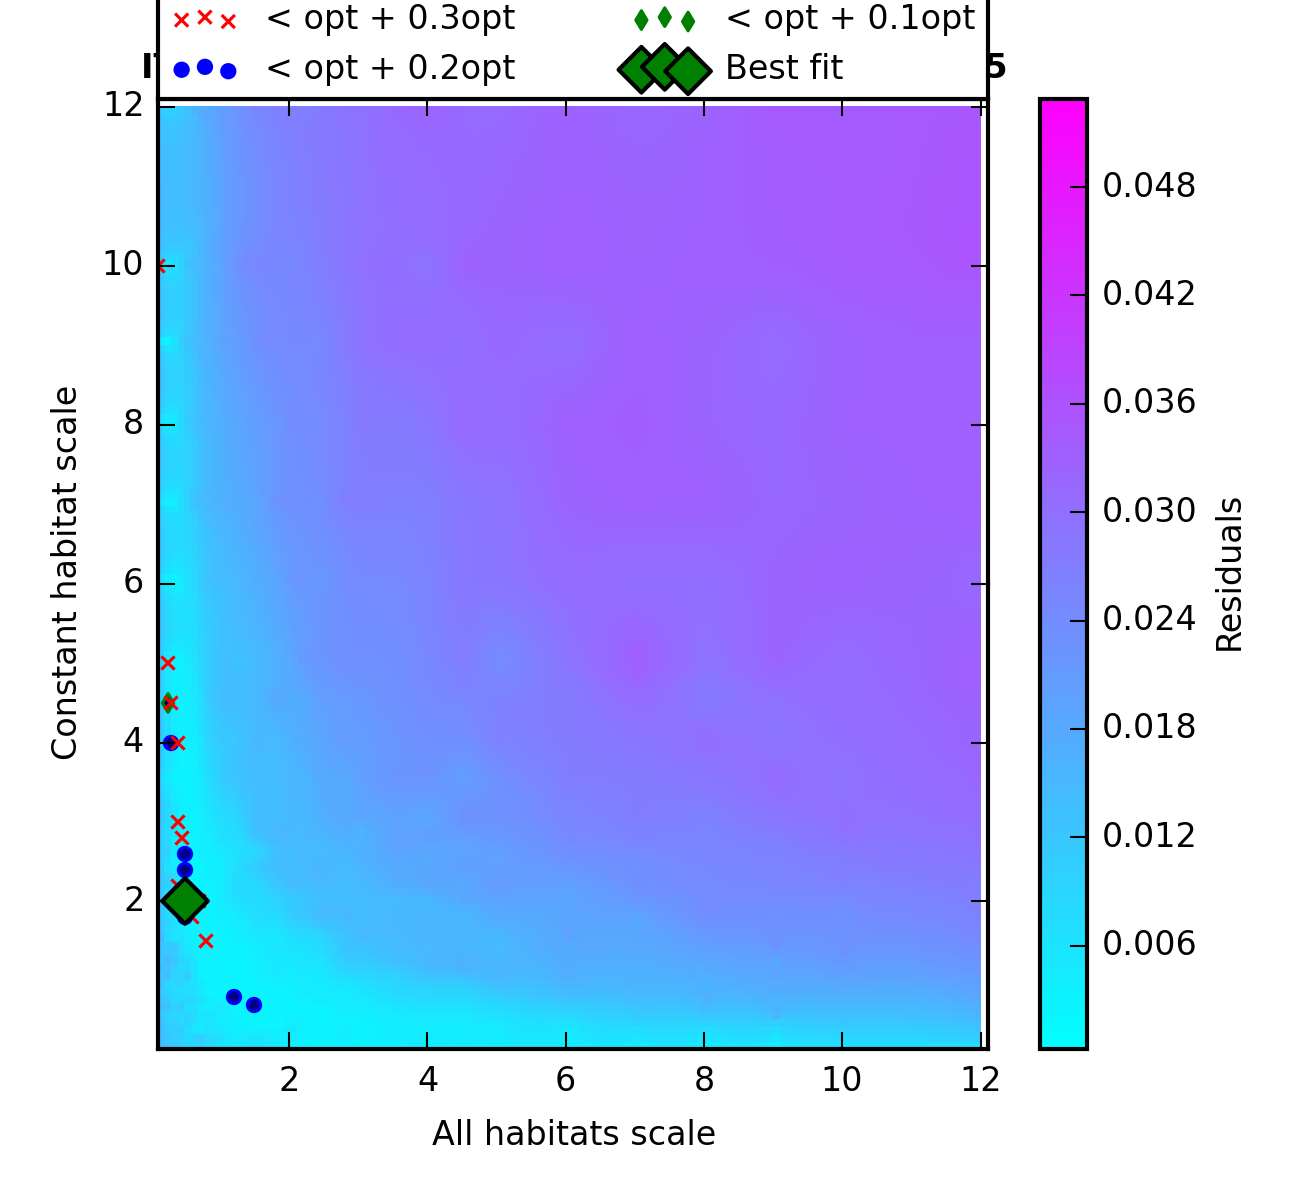 < opt + 0.3opt
< opt + 0.1opt
< opt + 0.2opt
Best fit
5
12
10
8
6
4
2
Constant habitat scale
2 4 6 8 10 12
All habitats scale
0.048
0.042
0.036
0.030
0.024
0.018
0.012
0.006
Residuals